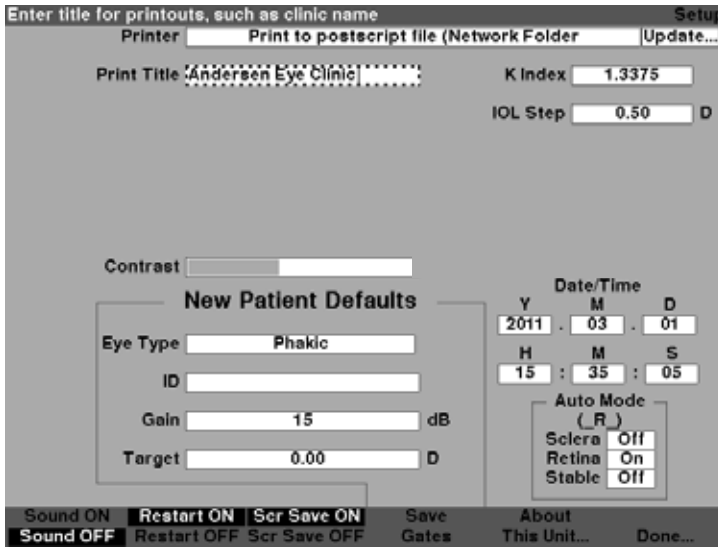 Enter title for printouts, such as clinic name Setup
Printer Print to postscript file (Network Folder Update...
Print Title Andersen Eye Clinic K Index 1.3375
IOL Step 0.50 D
Contrast
Date/Time
New Patient Defaults Y M D
2011 . 03 . 01
Eye Type Phakic
H M S
ID 15 : 35 : 05
Auto Mode
Gain 15 dB (_R_)
Sclera Off
Target 0.00 D Retina On
Stable Off
Sound ON Restart ON Scr Save ON Save About
Sound OFF Restart OFF Scr Save OFF Gates This Unit... Done...